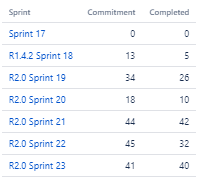 Sprint Commitment Completed
Sprint 17 0 0
R1.4.2 Sprint 18 13 5
R2.0 Sprint 19 34 26
R2.0 Sprint 20 18 10
R2.0 Sprint 21 44 42
R2.0 Sprint 22 45 32
R2.0 Sprint 23 41 40